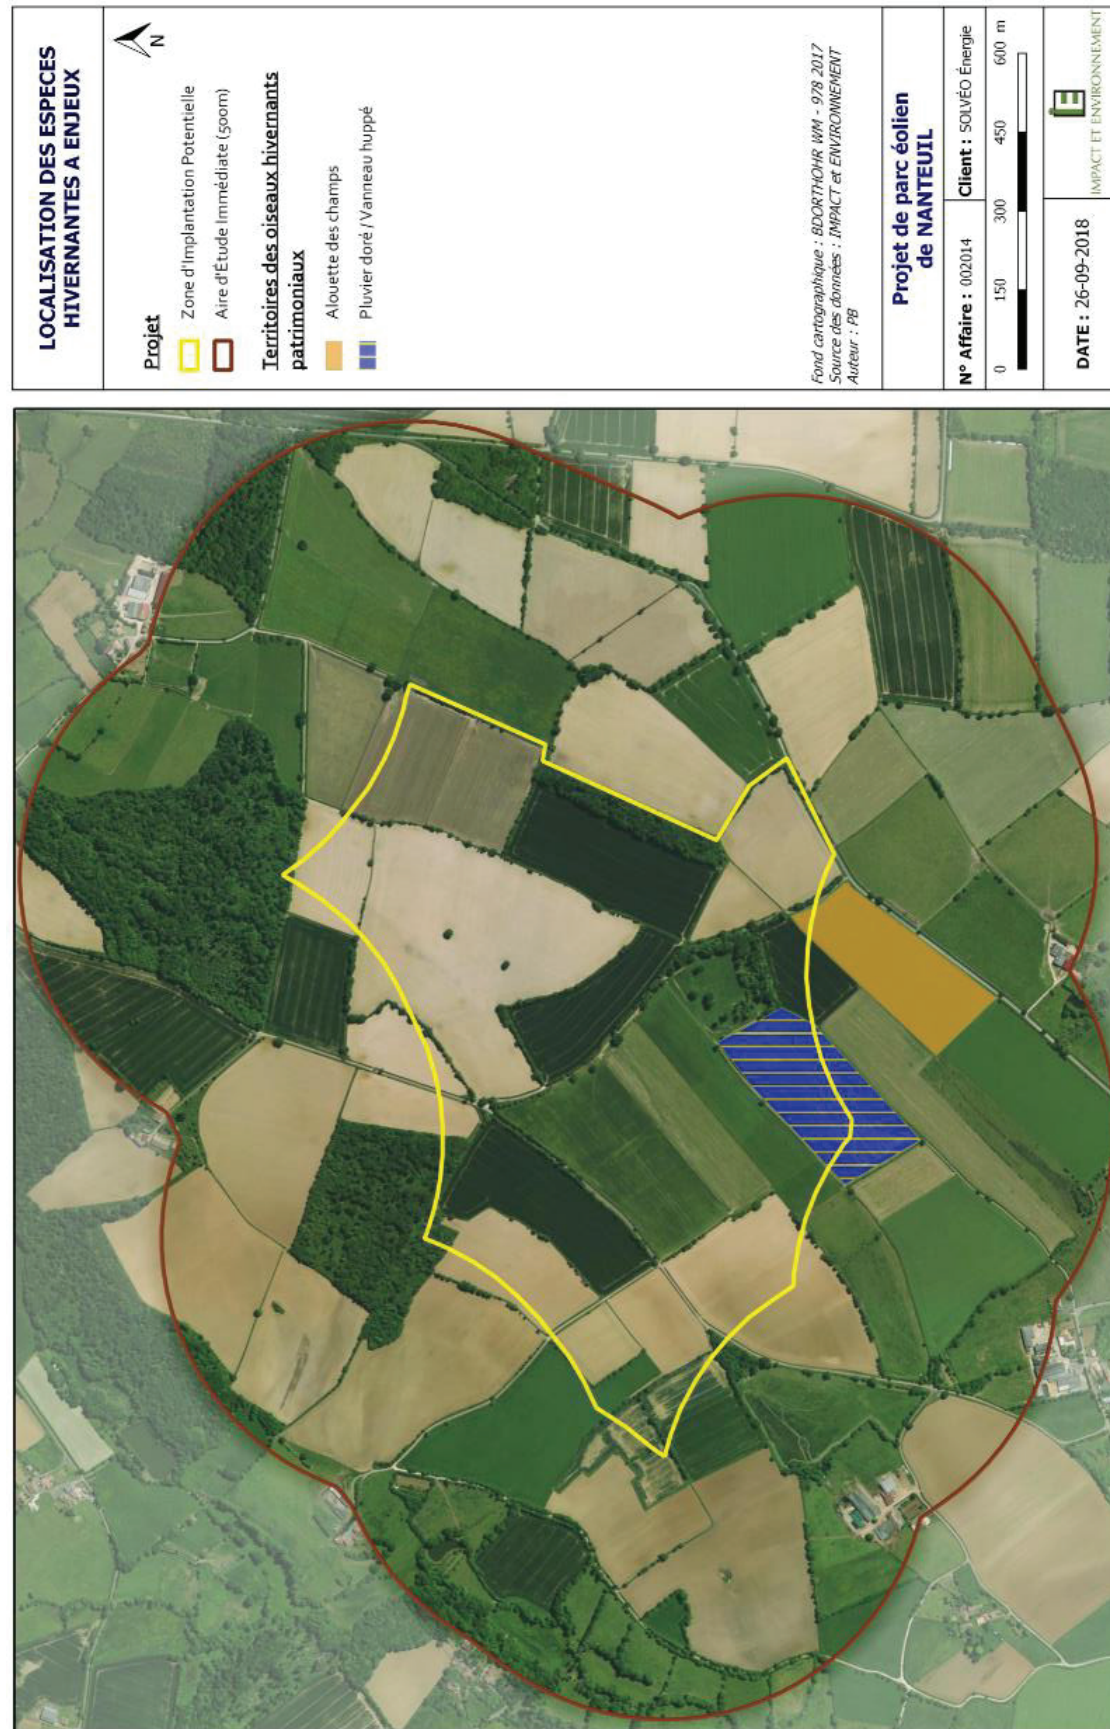 LOCALISATION DES ESPECES
HIVERNANTES A ENJEUX
N
Projet
Zone d'Implantation Potentielle
Aire d'Étude Immédiate (500m)
Territoires des oiseaux hivernants
patrimoniaux
Alouette des champs
Pluvier doré / Vanneau huppé
Fond cartographique : BDORTHOHR WM - 978 2017
Source des données : IMPACT et ENVIRONNEMENT
Auteur : PB
Projet de parc éolien
de NANTEUIL
N° Affaire : 002014
Client : SOLVÉO Énergie
0 150 300 450 600 m
DATE : 26-09-2018
IE
IMPACT ET ENVIRONNEMENT